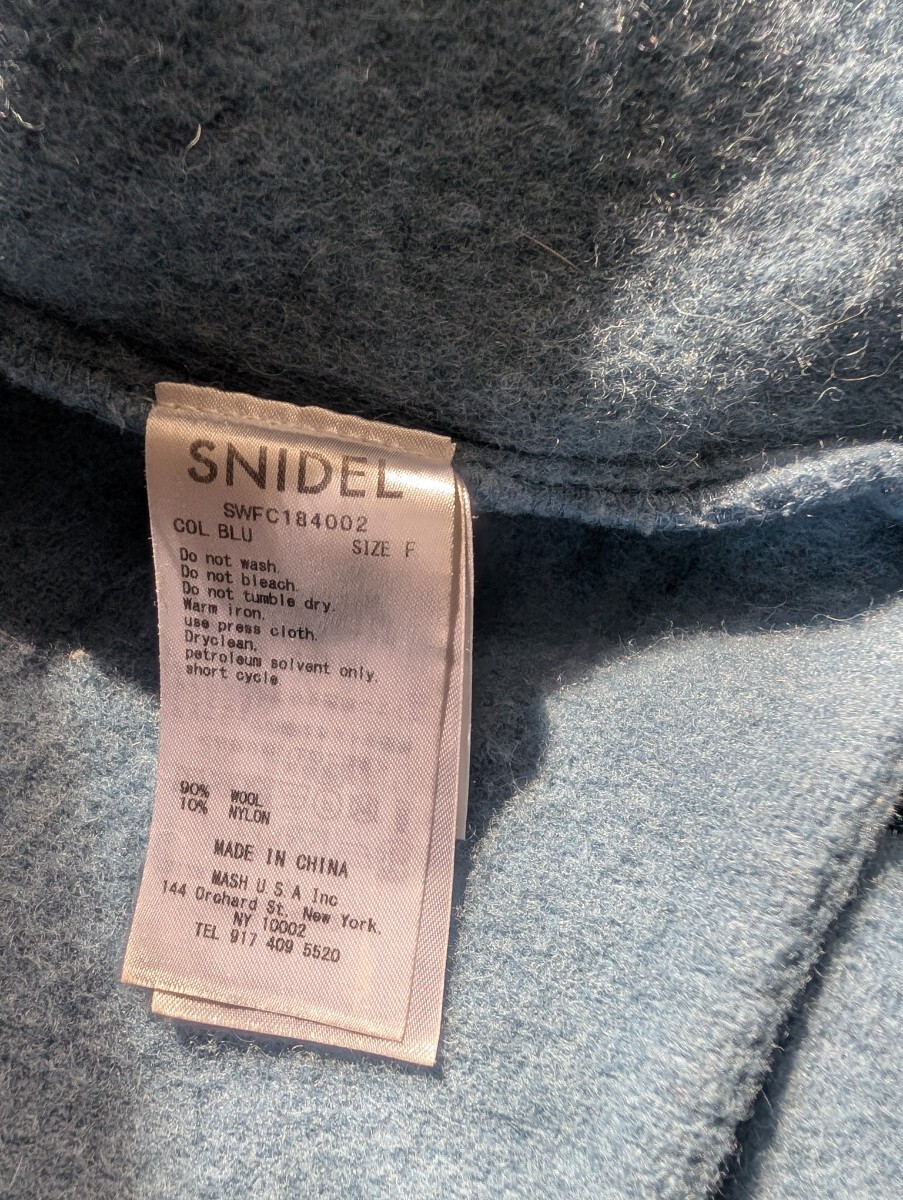 SNIDEL
SWFC184002
COL BLU SIZE F
Do not wash.
Do not bleach.
Do not tumble dry.
Warm iron.
use press cloth.
Dryclean.
petroleum solvent only.
short cycle.
90% WOOL
10% NYLON
MADE IN CHINA
MASH U S A Inc
144 Orchard St. New York,
NY 10002
TEL 917 409 5520